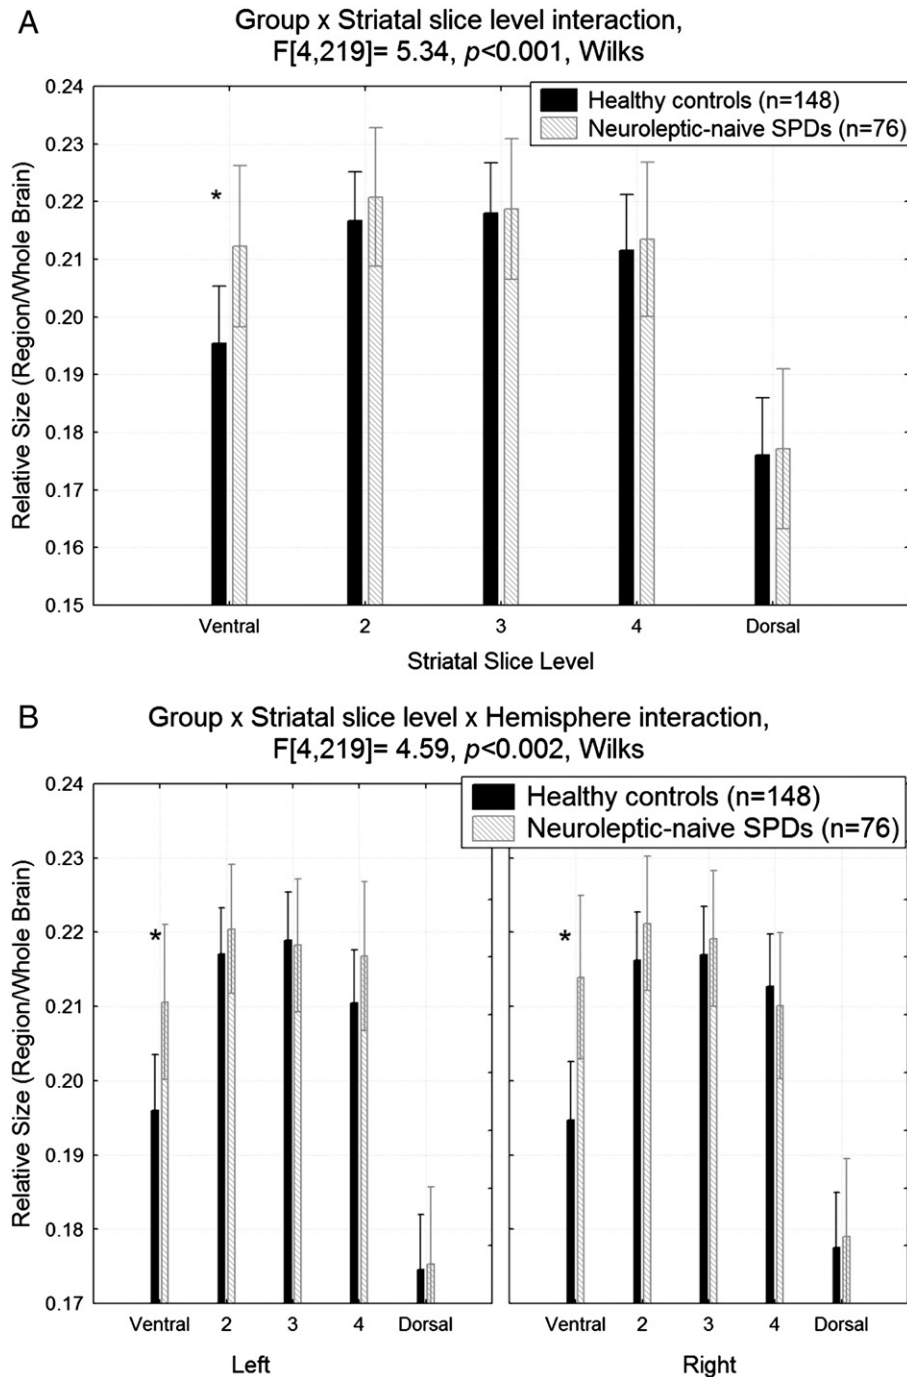 A
Group x Striatal slice level interaction,
F[4,219]= 5.34, p<0.001, Wilks
Healthy controls (n=148)
Neuroleptic-naive SPDs (n=76)
Relative Size (Region/Whole Brain)
0.24
0.23
0.22
0.21
0.20
0.19
0.18
0.17
0.16
0.15
*
Ventral 2 3 4 Dorsal
Striatal Slice Level
B
Group x Striatal slice level x Hemisphere interaction,
F[4,219]= 4.59, p<0.002, Wilks
Healthy controls (n=148)
Neuroleptic-naive SPDs (n=76)
Relative Size (Region/Whole Brain)
0.24
0.23
0.22
0.21
0.20
0.19
0.18
0.17
* *
Ventral 2 3 4 Dorsal Ventral 2 3 4 Dorsal
Left Right